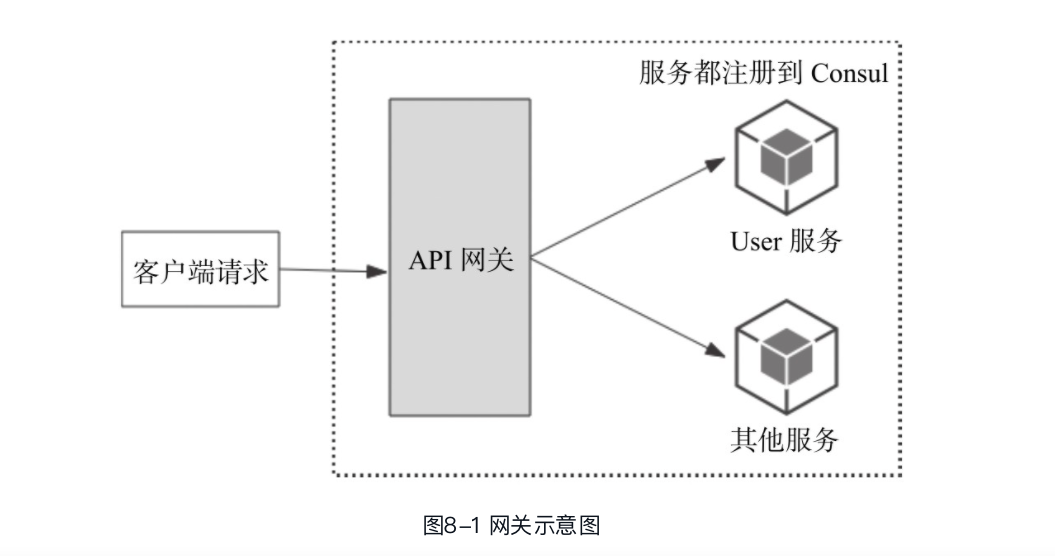 服务都注册到 Consul
客户端请求
API 网关
User 服务
其他服务
图8-1 网关示意图